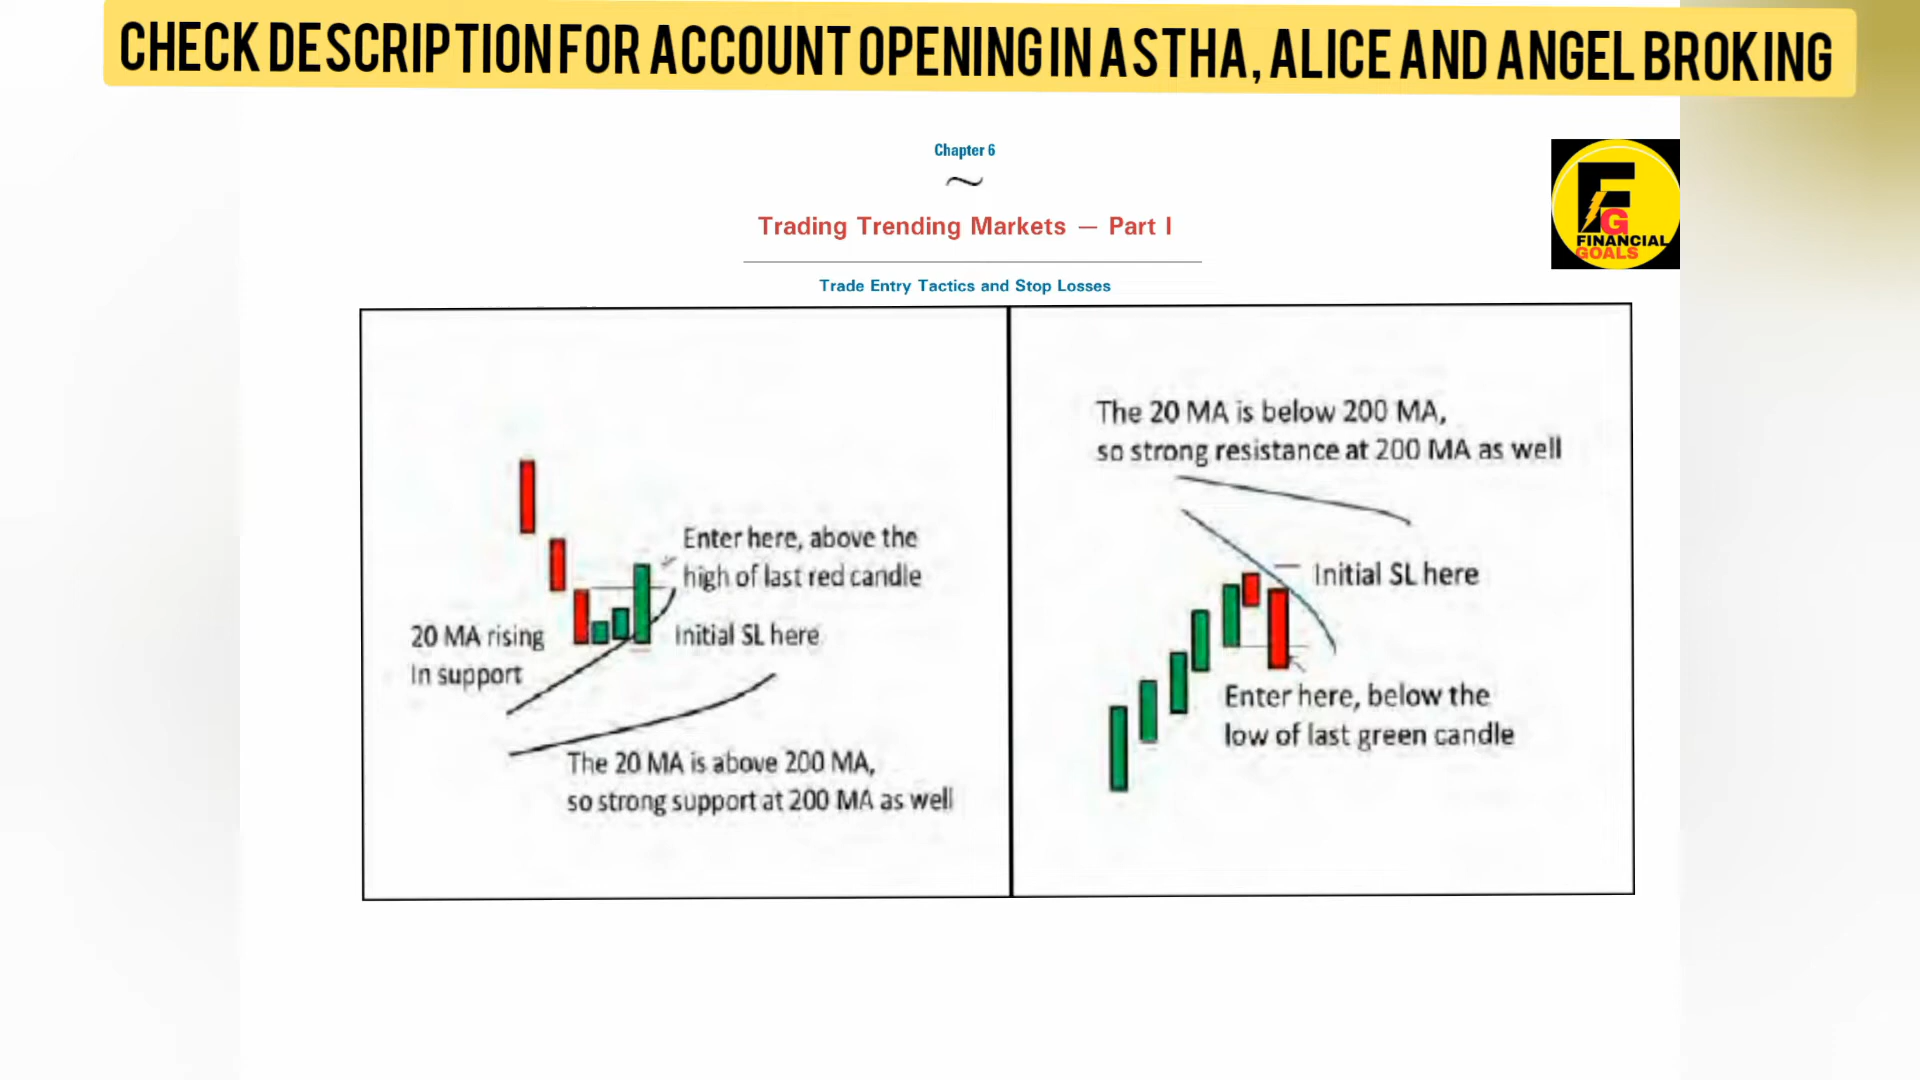 CHECK DESCRIPTION FOR ACCOUNT OPENING IN ASTHA, ALICE AND ANGEL BROKING
Chapter 6
~
Trading Trending Markets — Part I
Trade Entry Tactics and Stop Losses
FG
FINANCIAL
GOALS
Enter here, above the
high of last red candle
20 MA rising
In support
Initial SL here
The 20 MA is above 200 MA,
so strong support at 200 MA as well
The 20 MA is below 200 MA,
so strong resistance at 200 MA as well
Initial SL here
Enter here, below the
low of last green candle